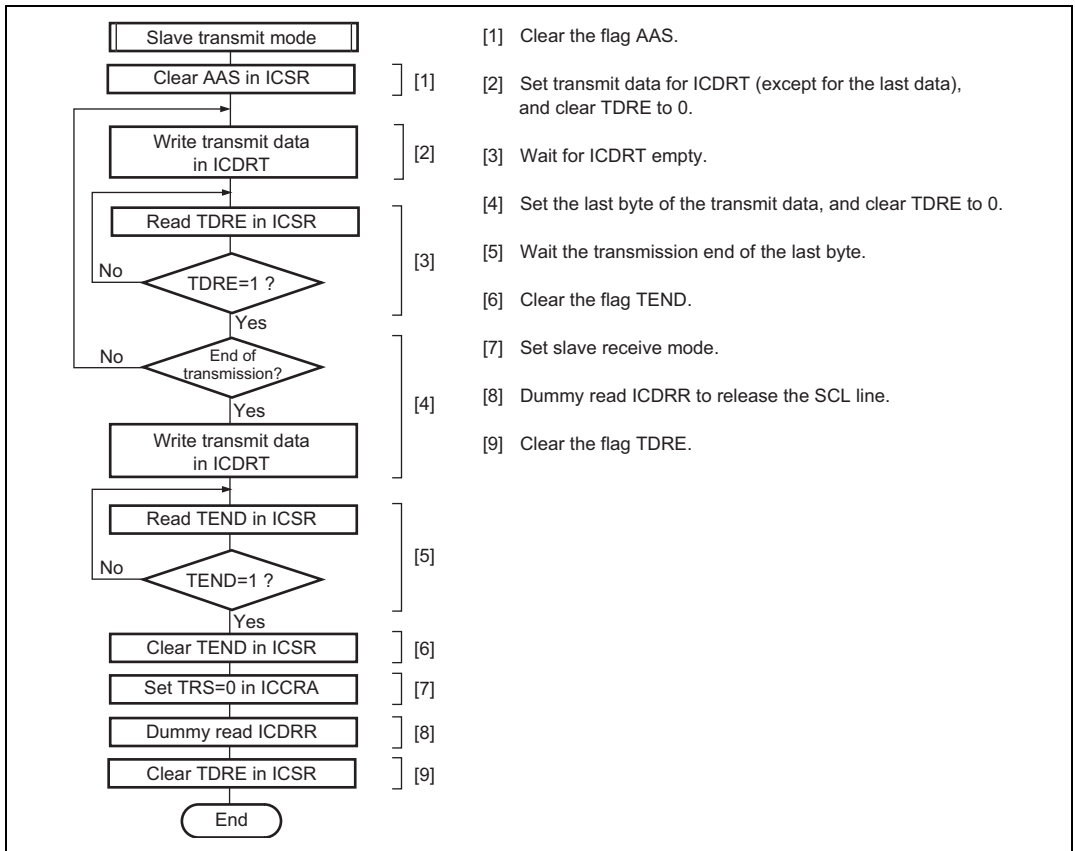 Slave transmit mode
Clear AAS in ICSR
[1]
Write transmit data
in ICDRT
[2]
Read TDRE in ICSR
No
TDRE=1 ?
[3]
Yes
No
End of
transmission?
[4]
Yes
Write transmit data
in ICDRT
Read TEND in ICSR
No
TEND=1 ?
[5]
Yes
Clear TEND in ICSR
[6]
Set TRS=0 in ICCRA
[7]
Dummy read ICDRR
[8]
Clear TDRE in ICSR
[9]
End
[1] Clear the flag AAS.
[2] Set transmit data for ICDRT (except for the last data),
and clear TDRE to 0.
[3] Wait for ICDRT empty.
[4] Set the last byte of the transmit data, and clear TDRE to 0.
[5] Wait the transmission end of the last byte.
[6] Clear the flag TEND.
[7] Set slave receive mode.
[8] Dummy read ICDRR to release the SCL line.
[9] Clear the flag TDRE.